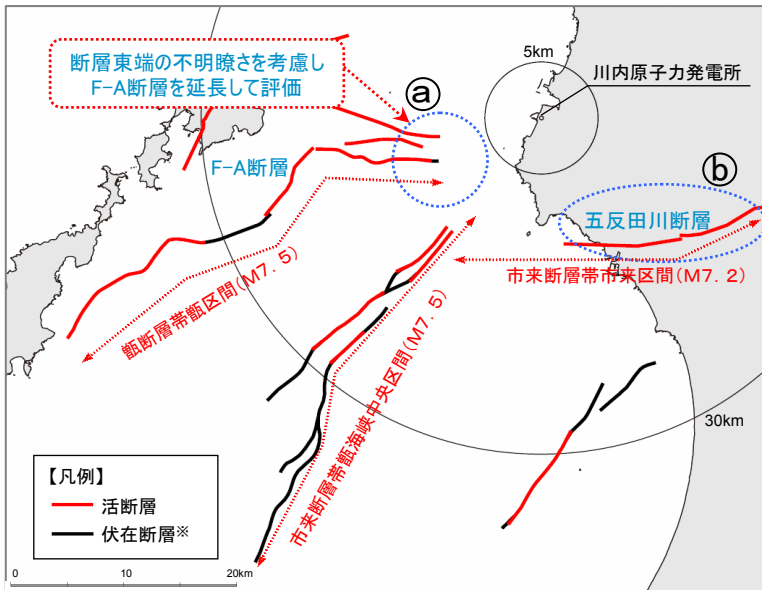 断層東端の不明瞭さを考慮し
F-A断層を延長して評価
ⓐ
5km
川内原子力発電所
F-A断層
ⓑ
五反田川断層
市来断層帯市来区間(M7.2)
甑断層帯甑区間(M7.5)
市来断層帯甑海峡中央区間(M7.5)
30km
【凡例】
活断層
伏在断層※
0 10 20km